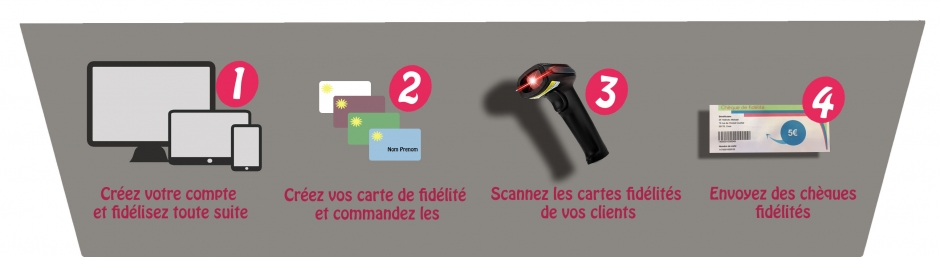 1
2
3
4
Nom Prenom
Chèque de fidélité
5€
Créez votre compte
et fidélisez toute suite
Créez vos carte de fidélité
et commandez les
Scannez les cartes fidélités
de vos clients
Envoyez des chèques
fidélités